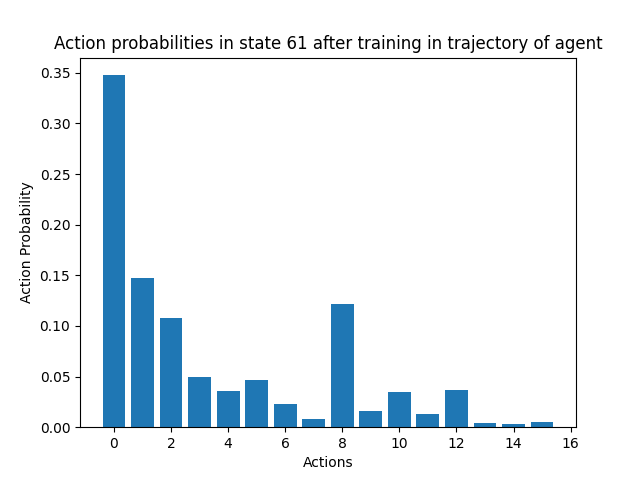 Action probabilities in state 61 after training in trajectory of agent
0.35
0.30
0.25
0.20
0.15
0.10
0.05
0.00
Action Probability
0 2 4 6 8 10 12 14 16
Actions